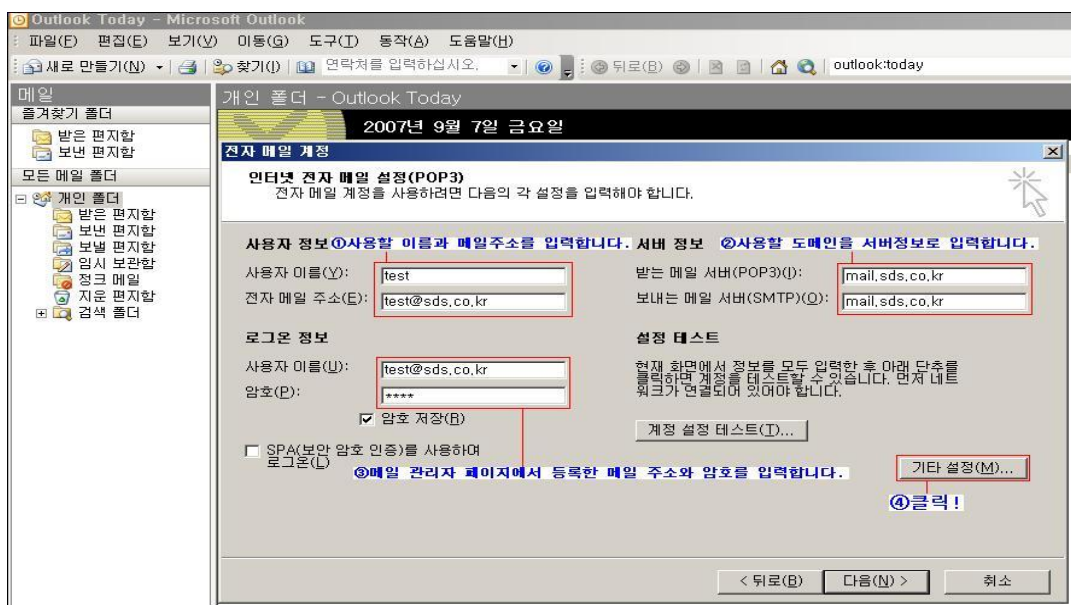 Outlook Today - Microsoft Outlook
파일(F) 편집(E) 보기(V) 이동(G) 도구(T) 동작(A) 도움말(H)
새로 만들기(N) 찾기(I) 연락처를 입력하십시오. 뒤로(B) outlook:today
메일
즐겨찾기 폴더
받은 편지함
보낸 편지함
모든 메일 폴더
개인 폴더
받은 편지함
보낸 편지함
보낼 편지함
임시 보관함
정크 메일
지운 편지함
검색 폴더
개인 폴더 - Outlook Today
2007년 9월 7일 금요일
전자 메일 계정
인터넷 전자 메일 설정(POP3)
전자 메일 계정을 사용하려면 다음의 각 설정을 입력해야 합니다.
사용자 정보 ①사용할 이름과 메일주소를 입력합니다.
사용자 이름(Y): test
전자 메일 주소(E): test@sds.co.kr
서버 정보 ②사용할 도메인을 서버정보로 입력합니다.
받는 메일 서버(POP3)(I): mail.sds.co.kr
보내는 메일 서버(SMTP)(O): mail.sds.co.kr
로그온 정보
사용자 이름(U): test@sds.co.kr
암호(P): ****
암호 저장(R)
SPA(보안 암호 인증)를 사용하여
로그온(L)
③메일 관리자 페이지에서 등록한 메일 주소와 암호를 입력합니다.
설정 테스트
현재 화면에서 정보를 모두 입력한 후 아래 단추를
클릭하면 계정을 테스트할 수 있습니다. 먼저 네트
워크가 연결되어 있어야 합니다.
계정 설정 테스트(T)...
기타 설정(M)...
④클릭!
< 뒤로(B) 다음(N) > 취소